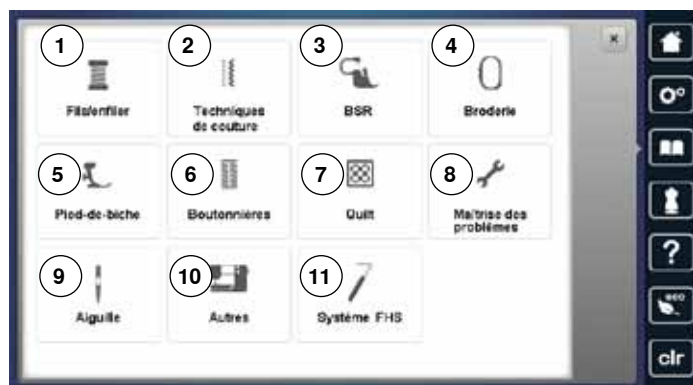 1
2
3
4
Fils/enfiler
Techniques
de couture
BSR
Broderie
5
6
7
8
Pied-de-biche
Boutonnières
Quilt
Maîtrise des
problèmes
9
10
11
Aiguille
Autres
Système FHS
×
?
eco
clr